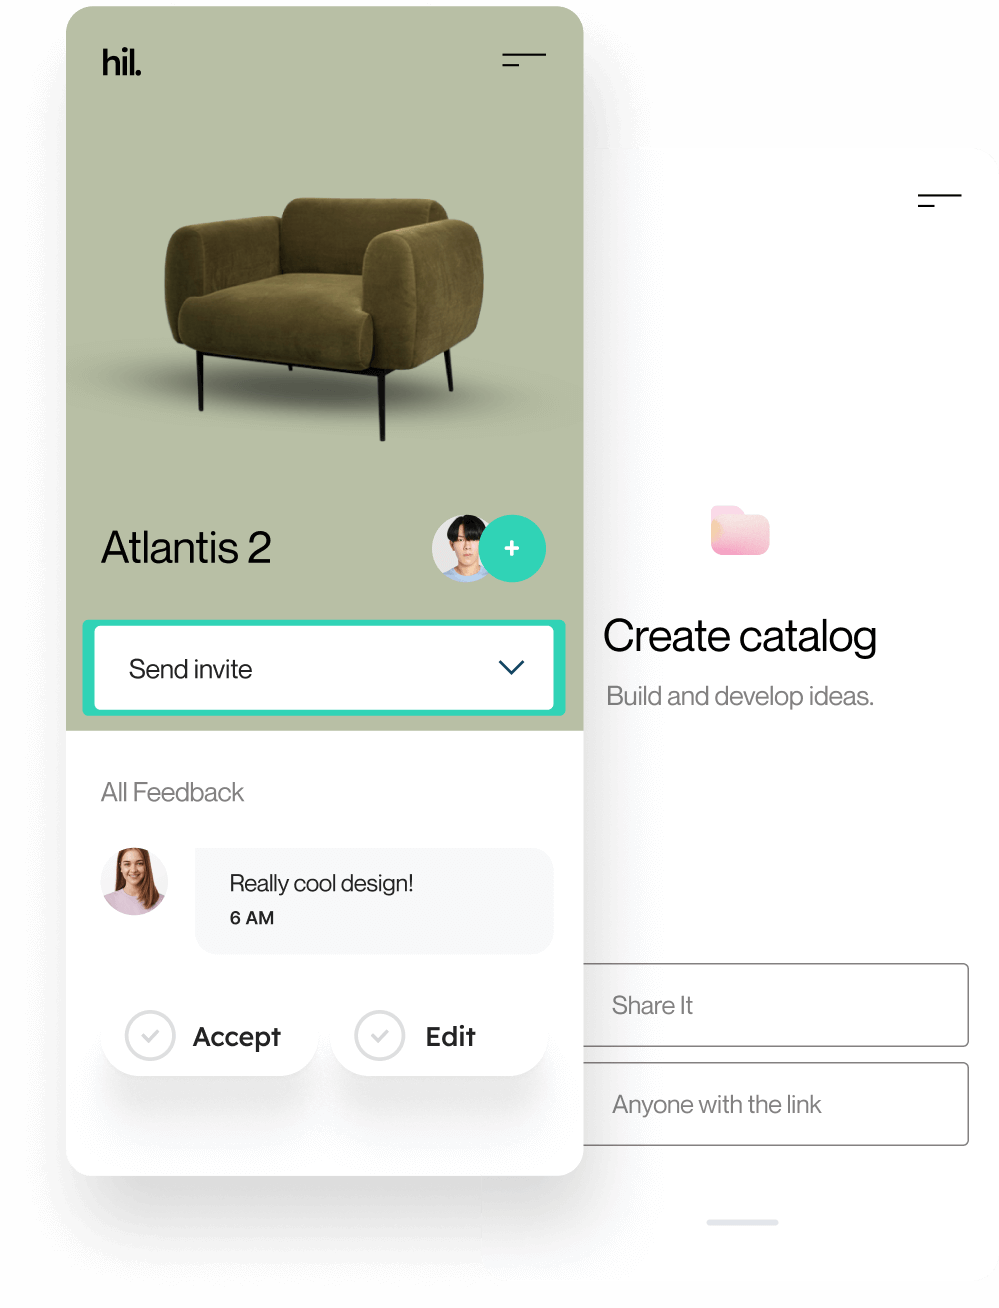 hil.
Atlantis 2
Send invite
All Feedback
Really cool design!
6 AM
Accept
Edit
Create catalog
Build and develop ideas.
Share It
Anyone with the link